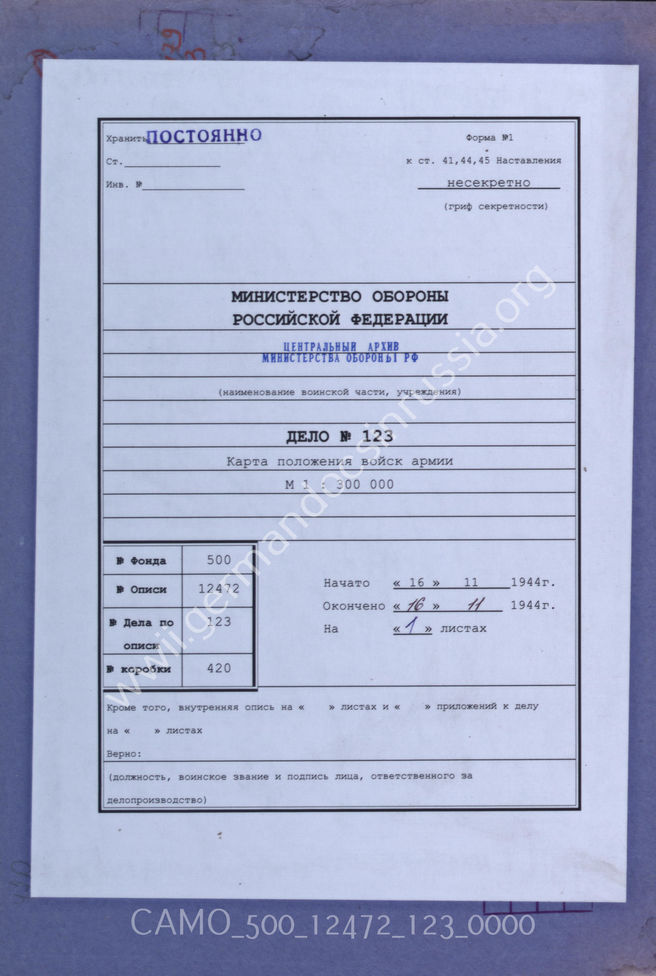 Хранить ПОСТОЯННО
Форма №1
Ст.
к ст. 41,44,45 Наставления
Инв. №
несекретно
(гриф секретности)
МИНИСТЕРСТВО ОБОРОНЫ
РОССИЙСКОЙ ФЕДЕРАЦИИ
ЦЕНТРАЛЬНЫЙ АРХИВ
МИНИСТЕРСТВА ОБОРОНЫ РФ
(наименование воинской части, учреждения)
ДЕЛО № 123
Карта положения войск армии
М 1 : 300 000
№ Фонда 500
№ Описи 12472
№ Дела по описи 123
№ коробки 420
Начато « 16 » 11 1944г.
Окончено « 16 » 11 1944г.
На « 1 » листах
Кроме того, внутренняя опись на « » листах и « » приложений к делу
на « » листах
Верно:
(должность, воинское звание и подпись лица, ответственного за
делопроизводство)
www.wwii.germandocsinrussia.org
CAMO_500_12472_123_0000